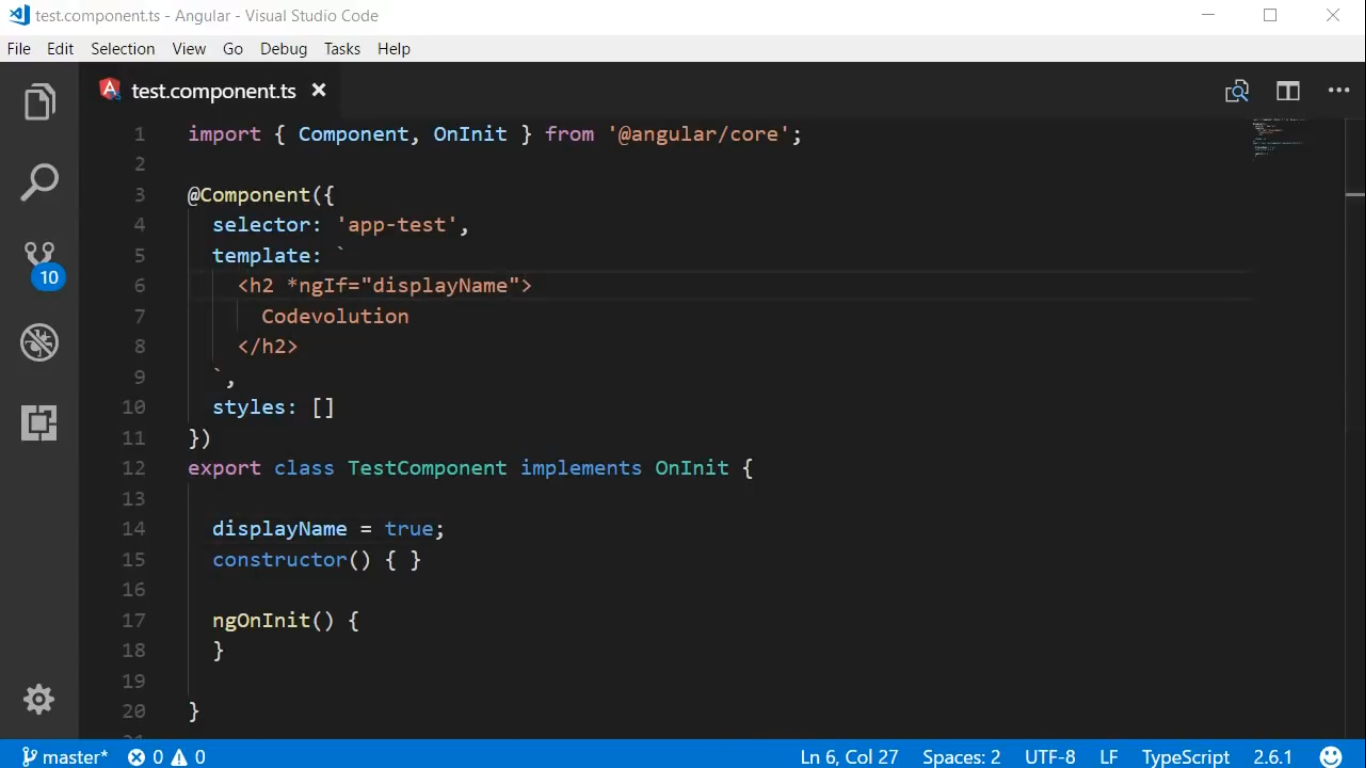 test.component.ts - Angular - Visual Studio Code
File Edit Selection View Go Debug Tasks Help
test.component.ts
1 import { Component, OnInit } from '@angular/core';
2
3 @Component({
4 selector: 'app-test',
5 template: `
6 <h2 *ngIf="displayName">
7 Codevolution
8 </h2>
9 `,
10 styles: []
11 })
12 export class TestComponent implements OnInit {
13
14 displayName = true;
15 constructor() { }
16
17 ngOnInit() {
18 }
19
20 }
10
master* 0 0 Ln 6, Col 27 Spaces: 2 UTF-8 LF TypeScript 2.6.1